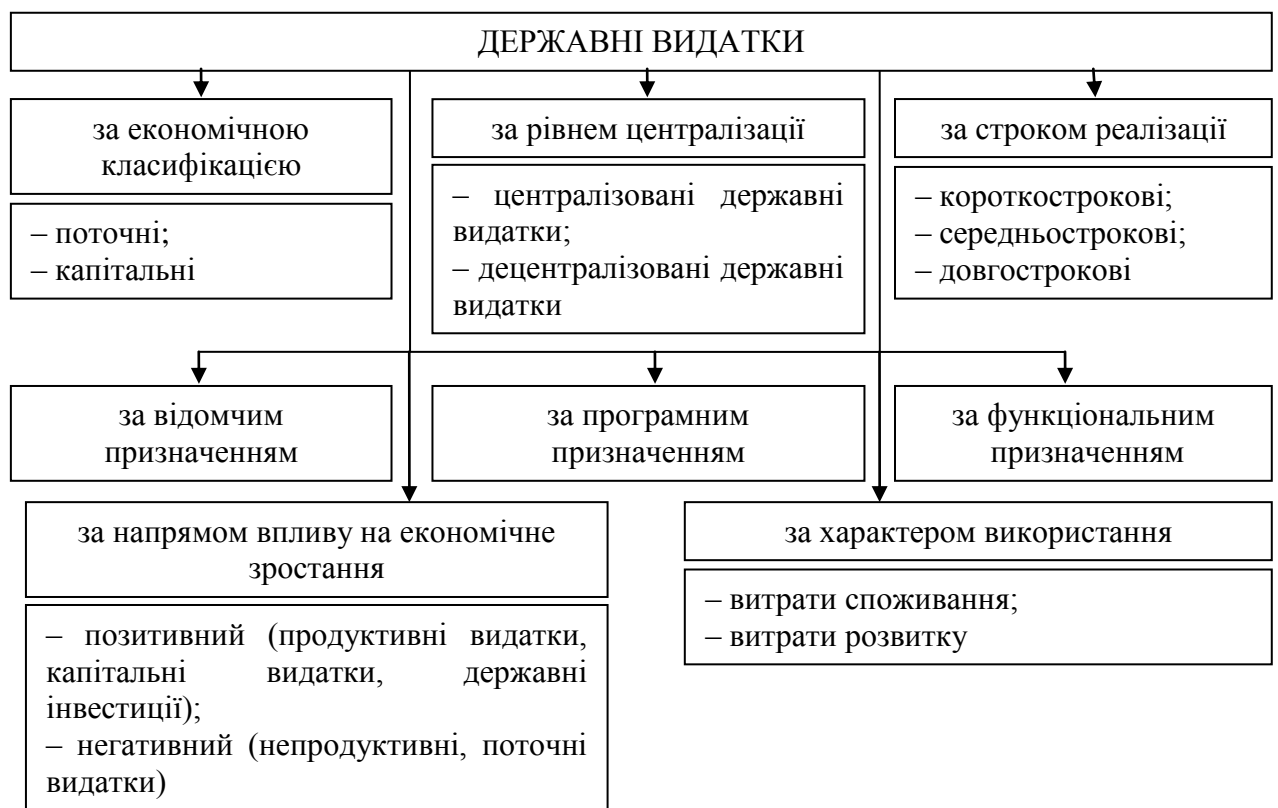 ДЕРЖАВНІ ВИДАТКИ
за економічною
класифікацією
– поточні;
– капітальні
за рівнем централізації
– централізовані державні
видатки;
– децентралізовані державні
видатки
за строком реалізації
– короткострокові;
– середньострокові;
– довгострокові
за відомчим
призначенням
за програмним
призначенням
за функціональним
призначенням
за напрямом впливу на економічне
зростання
– позитивний (продуктивні видатки,
капітальні видатки, державні
інвестиції);
– негативний (непродуктивні, поточні
видатки)
за характером використання
– витрати споживання;
– витрати розвитку